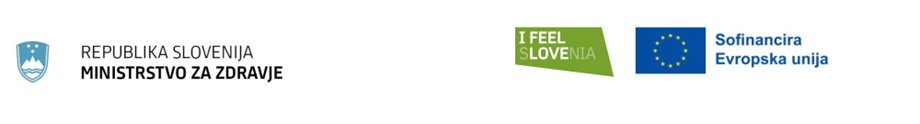 REPUBLIKA SLOVENIJA
MINISTRSTVO ZA ZDRAVJE
I FEEL
SLOVENIA
Sofinancira
Evropska unija